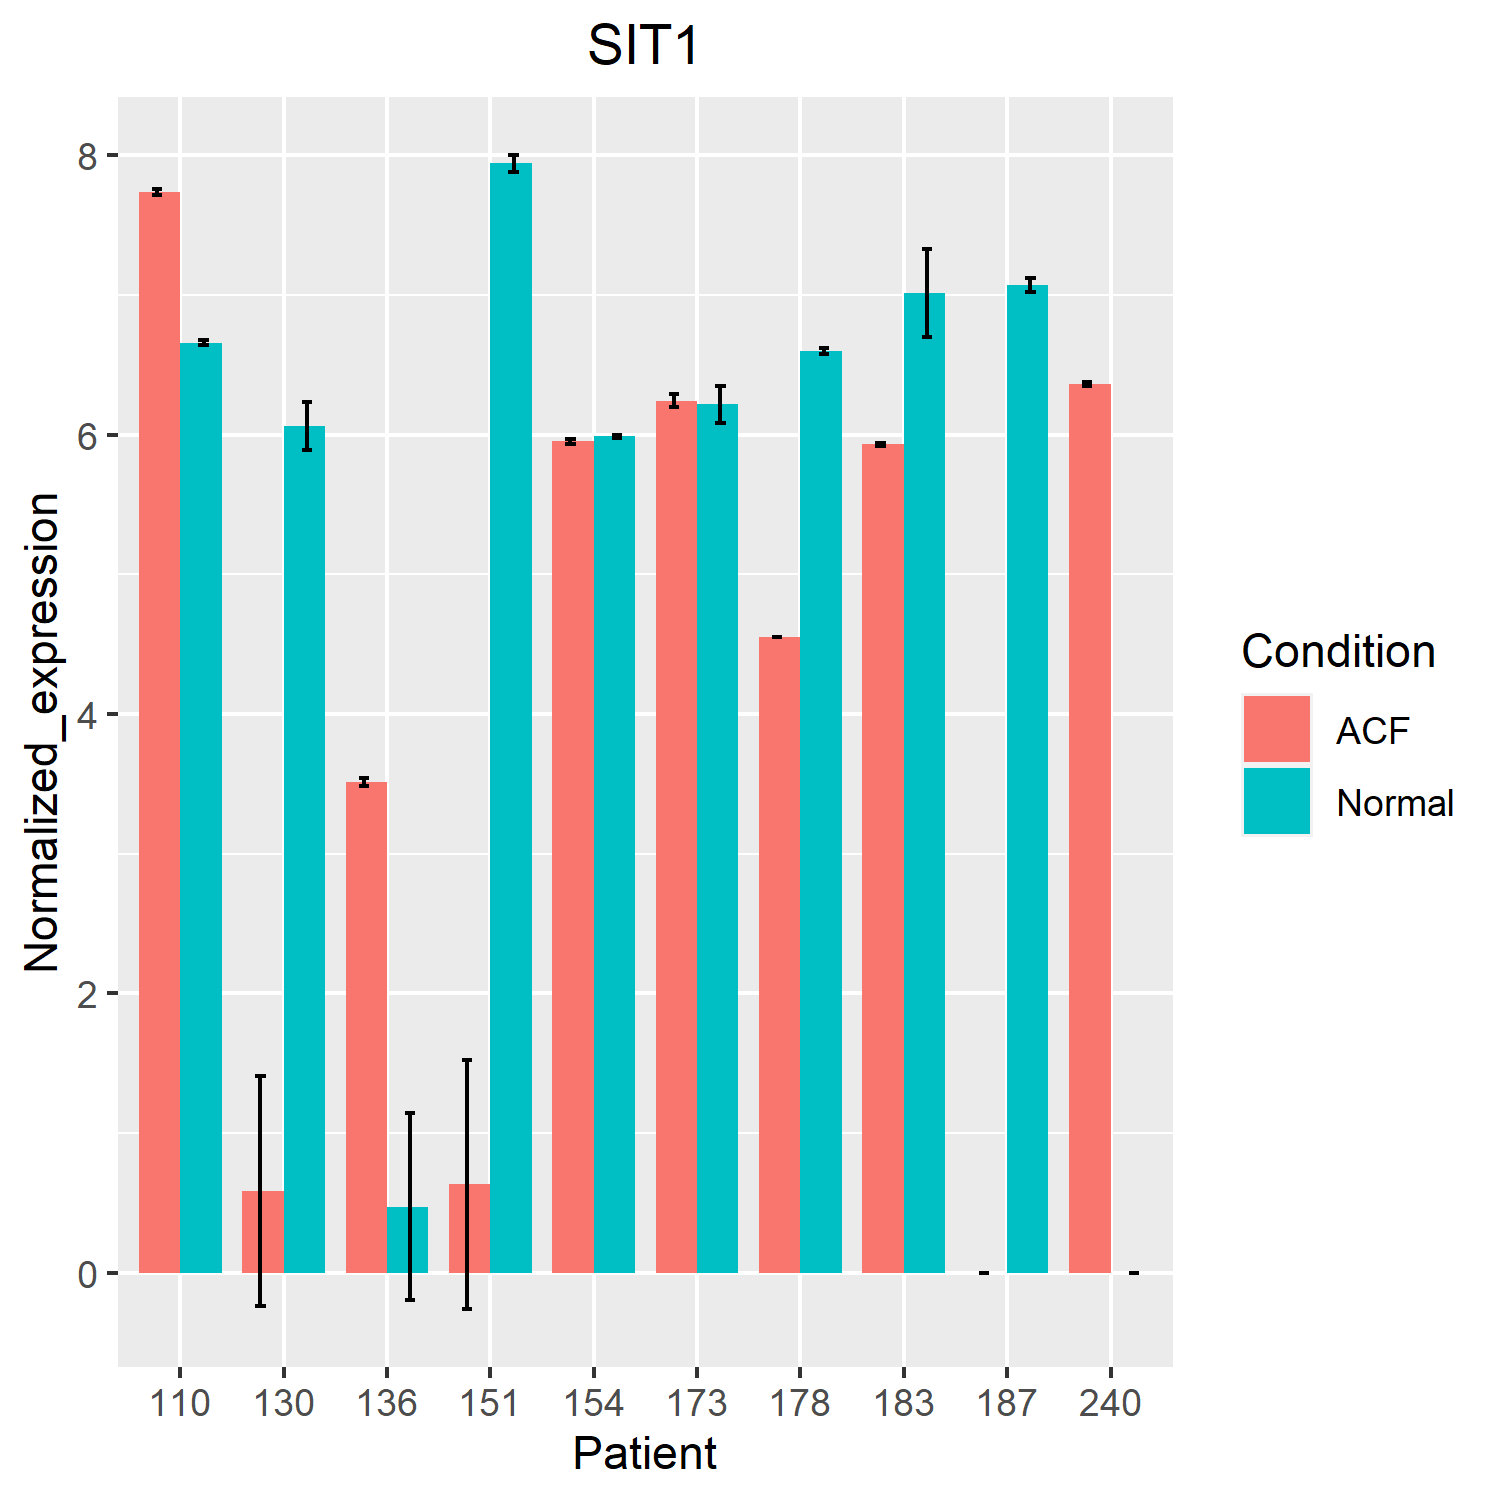 SIT1
Normalized_expression
8
6
4
2
0
110 130 136 151 154 173 178 183 187 240
Patient
Condition
ACF
Normal